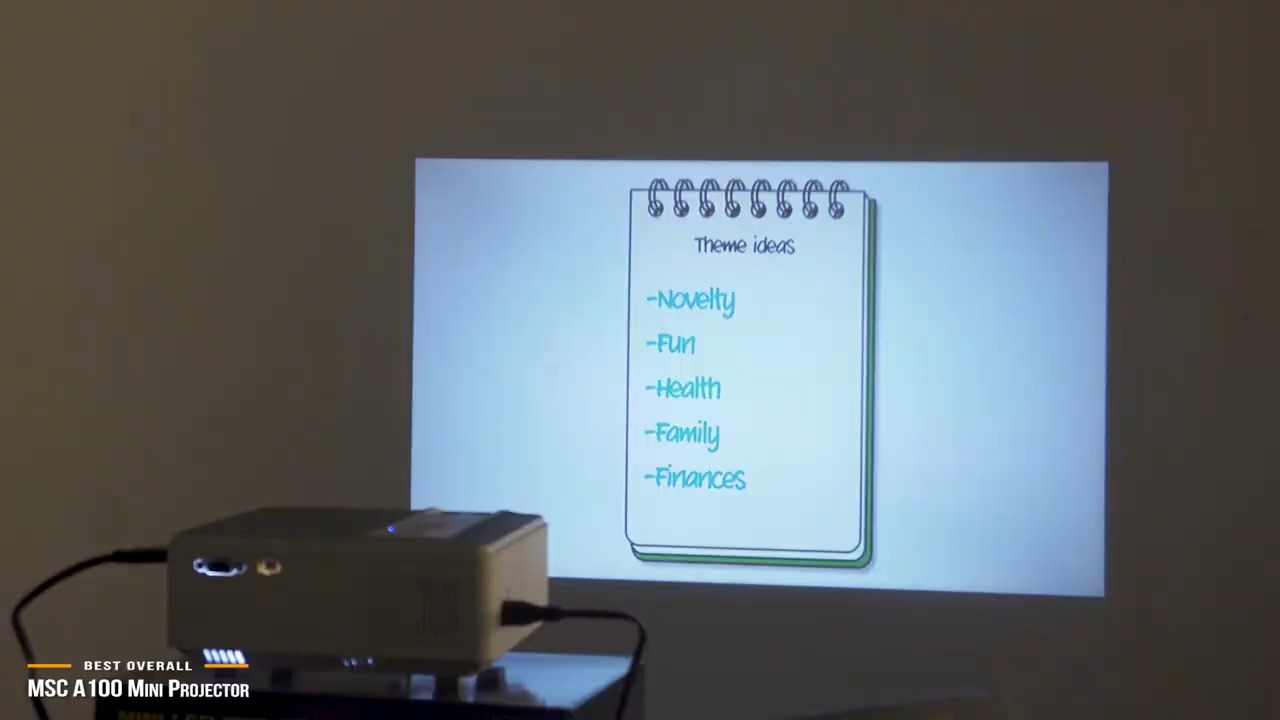 Theme ideas
-Novelty
-Fun
-Health
-Family
-Finances
BEST OVERALL
MSC A100 MINI PROJECTOR